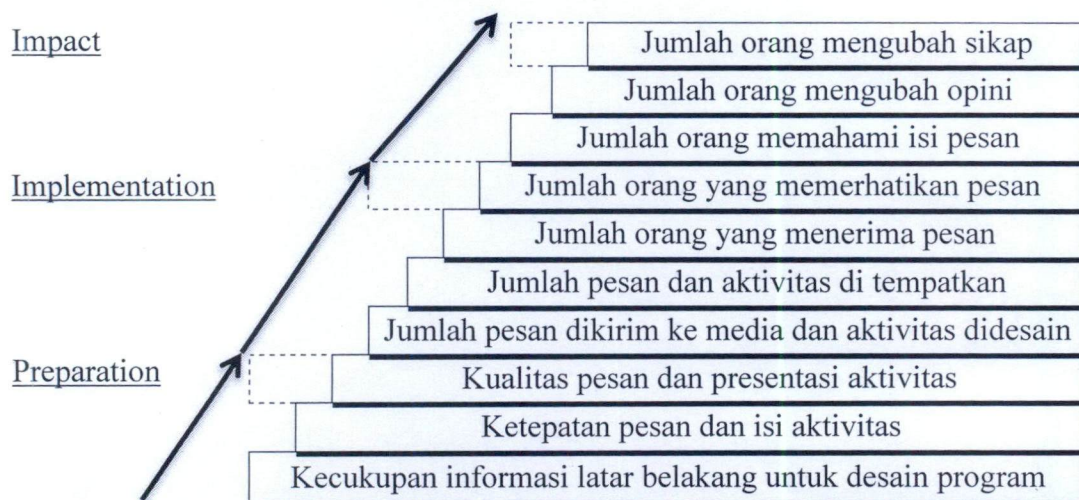 Impact
Jumlah orang mengubah sikap
Jumlah orang mengubah opini
Jumlah orang memahami isi pesan
Implementation
Jumlah orang yang memerhatikan pesan
Jumlah orang yang menerima pesan
Jumlah pesan dan aktivitas di tempatkan
Jumlah pesan dikirim ke media dan aktivitas didesain
Preparation
Kualitas pesan dan presentasi aktivitas
Ketepatan pesan dan isi aktivitas
Kecukupan informasi latar belakang untuk desain program